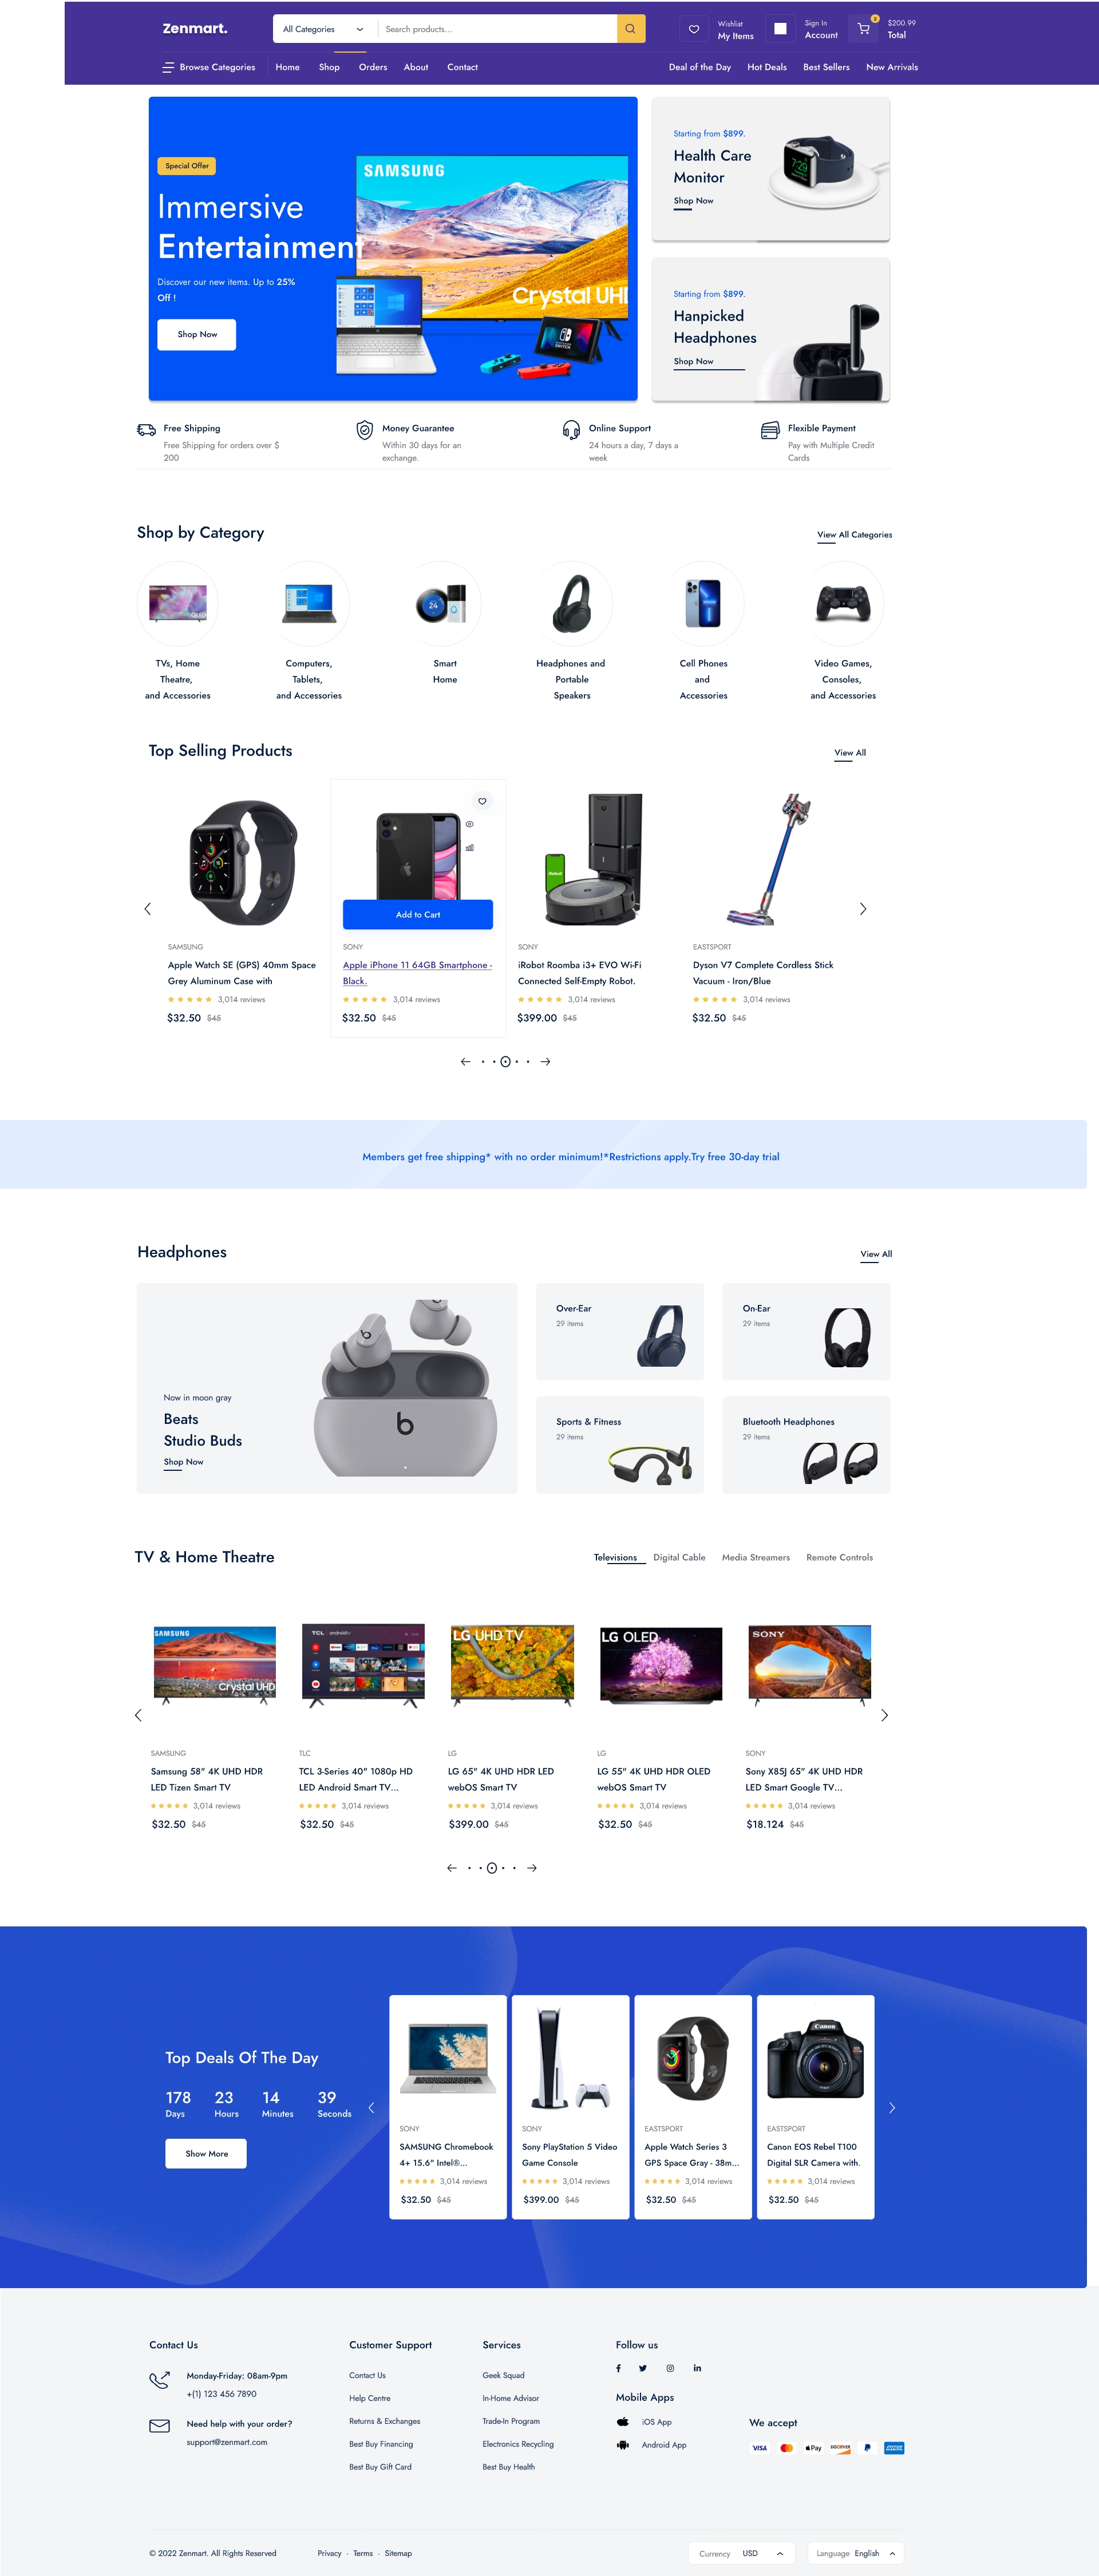 Zenmart.
All Categories
Search products...
Wishlist
My Items
Sign In
Account
2
$200.99
Total
Browse Categories
Home
Shop
Orders
About
Contact
Deal of the Day
Hot Deals
Best Sellers
New Arrivals
Special Offer
Immersive
Entertainment
Discover our new items. Up to 25%
Off !
Shop Now
SAMSUNG
Crystal UHD
Starting from $899.
Health Care
Monitor
Shop Now
7:29
Starting from $899.
Hanpicked
Headphones
Shop Now
Free Shipping
Free Shipping for orders over $
200
Money Guarantee
Within 30 days for an
exchange.
Online Support
24 hours a day, 7 days a
week
Flexible Payment
Pay with Multiple Credit
Cards
Shop by Category
View All Categories
24
TVs, Home
Theatre,
and Accessories
Computers,
Tablets,
and Accessories
Smart
Home
Headphones and
Portable
Speakers
Cell Phones
and
Accessories
Video Games,
Consoles,
and Accessories
Top Selling Products
View All
Add to Cart
SAMSUNG
Apple Watch SE (GPS) 40mm Space
Grey Aluminum Case with
3,014 reviews
$32.50 $45
SONY
Apple iPhone 11 64GB Smartphone -
Black.
3,014 reviews
$32.50 $45
SONY
iRobot Roomba i3+ EVO Wi-Fi
Connected Self-Empty Robot.
3,014 reviews
$399.00 $45
EASTSPORT
Dyson V7 Complete Cordless Stick
Vacuum - Iron/Blue
3,014 reviews
$32.50 $45
Members get free shipping* with no order minimum!*Restrictions apply.Try free 30-day trial
Headphones
View All
Now in moon gray
Beats
Studio Buds
Shop Now
Over-Ear
29 items
On-Ear
29 items
Sports & Fitness
29 items
Bluetooth Headphones
29 items
TV & Home Theatre
Televisions
Digital Cable
Media Streamers
Remote Controls
SAMSUNG
Crystal UHD
TCL androidtv
LG UHD TV
LG OLED
SONY
SAMSUNG
Samsung 58" 4K UHD HDR
LED Tizen Smart TV
3,014 reviews
$32.50 $45
TLC
TCL 3-Series 40" 1080p HD
LED Android Smart TV...
3,014 reviews
$32.50 $45
LG
LG 65" 4K UHD HDR LED
webOS Smart TV
3,014 reviews
$399.00 $45
LG
LG 55" 4K UHD HDR OLED
webOS Smart TV
3,014 reviews
$32.50 $45
SONY
Sony X85J 65" 4K UHD HDR
LED Smart Google TV...
3,014 reviews
$18.124 $45
Top Deals Of The Day
178
Days
23
Hours
14
Minutes
39
Seconds
Show More
SONY
SAMSUNG Chromebook
4+ 15.6" Intel®...
3,014 reviews
$32.50 $45
SONY
Sony PlayStation 5 Video
Game Console
3,014 reviews
$399.00 $45
EASTSPORT
Apple Watch Series 3
GPS Space Gray - 38m...
3,014 reviews
$32.50 $45
Canon
EASTSPORT
Canon EOS Rebel T100
Digital SLR Camera with.
3,014 reviews
$32.50 $45
Contact Us
Monday-Friday: 08am-9pm
+(1) 123 456 7890
Need help with your order?
support@zenmart.com
Customer Support
Contact Us
Help Centre
Returns & Exchanges
Best Buy Financing
Best Buy Gift Card
Services
Geek Squad
In-Home Advisor
Trade-In Program
Electronics Recycling
Best Buy Health
Follow us
Mobile Apps
iOS App
Android App
We accept
VISA
Pay
DISCOVER
© 2022 Zenmart. All Rights Reserved
Privacy · Terms · Sitemap
Currency USD
Language English